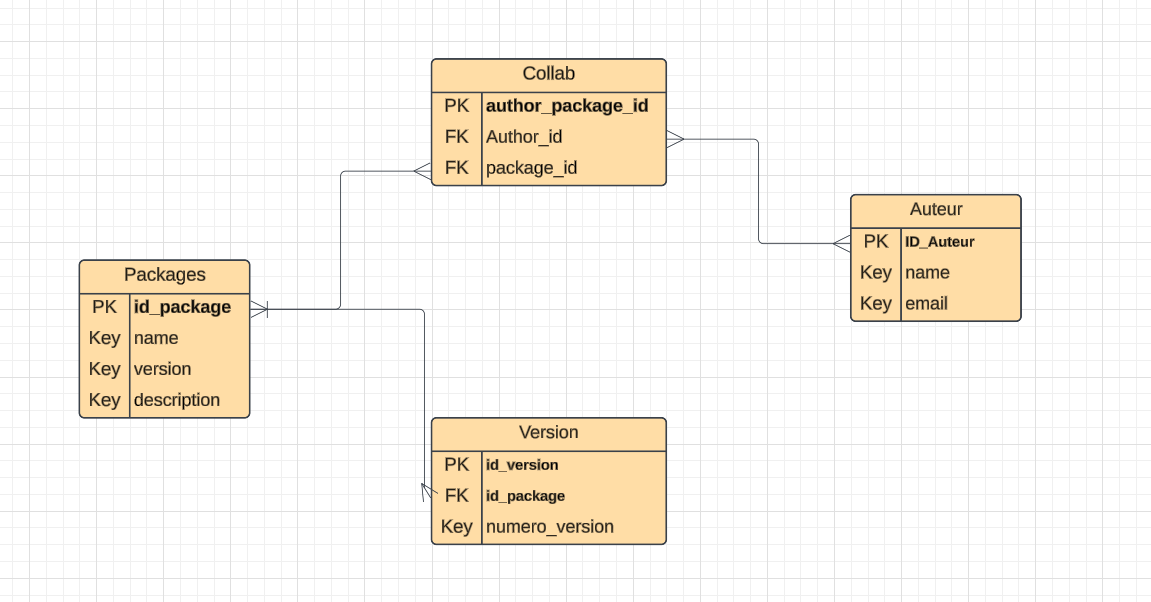 Collab
PK author_package_id
FK Author_id
FK package_id
Auteur
PK ID_Auteur
Key name
Key email
Packages
PK id_package
Key name
Key version
Key description
Version
PK id_version
FK id_package
Key numero_version